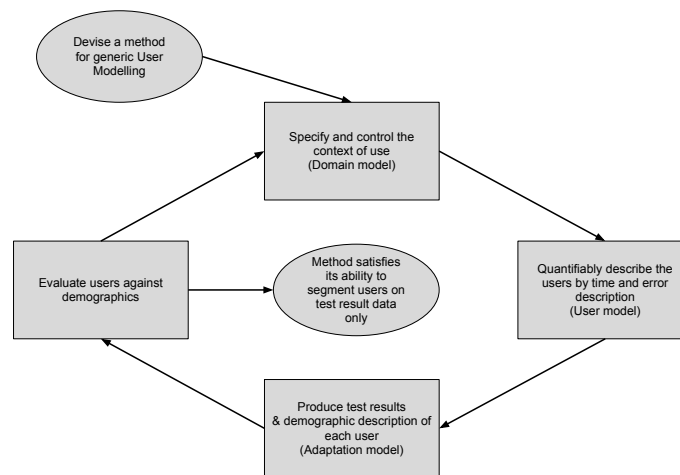 Devise a method
for generic User
Modelling
Specify and control the
context of use
(Domain model)
Evaluate users against
demographics
Method satisfies
its ability to
segment users on
test result data
only
Quantifiably describe the
users by time and error
description
(User model)
Produce test results
& demographic description of
each user
(Adaptation model)